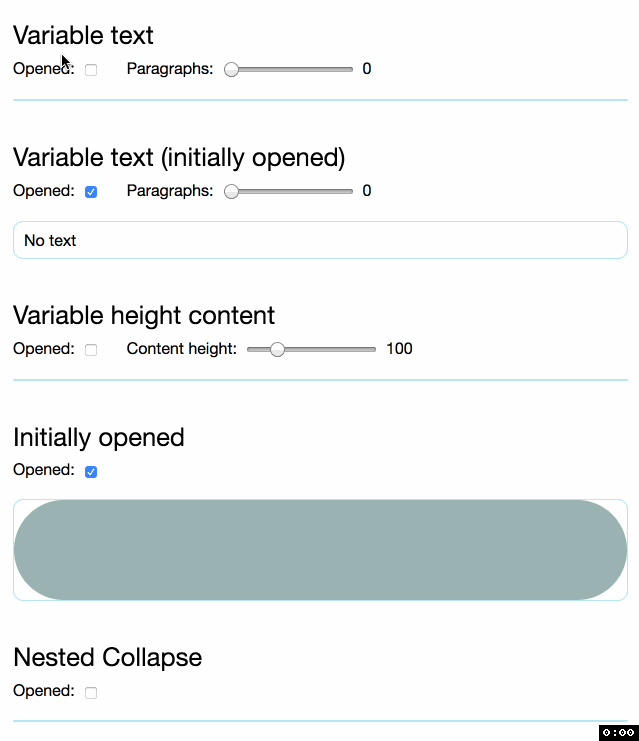 Variable text
Opened: Paragraphs: 0
Variable text (initially opened)
Opened: Paragraphs: 0
No text
Variable height content
Opened: Content height: 100
Initially opened
Opened:
Nested Collapse
Opened:
0:00